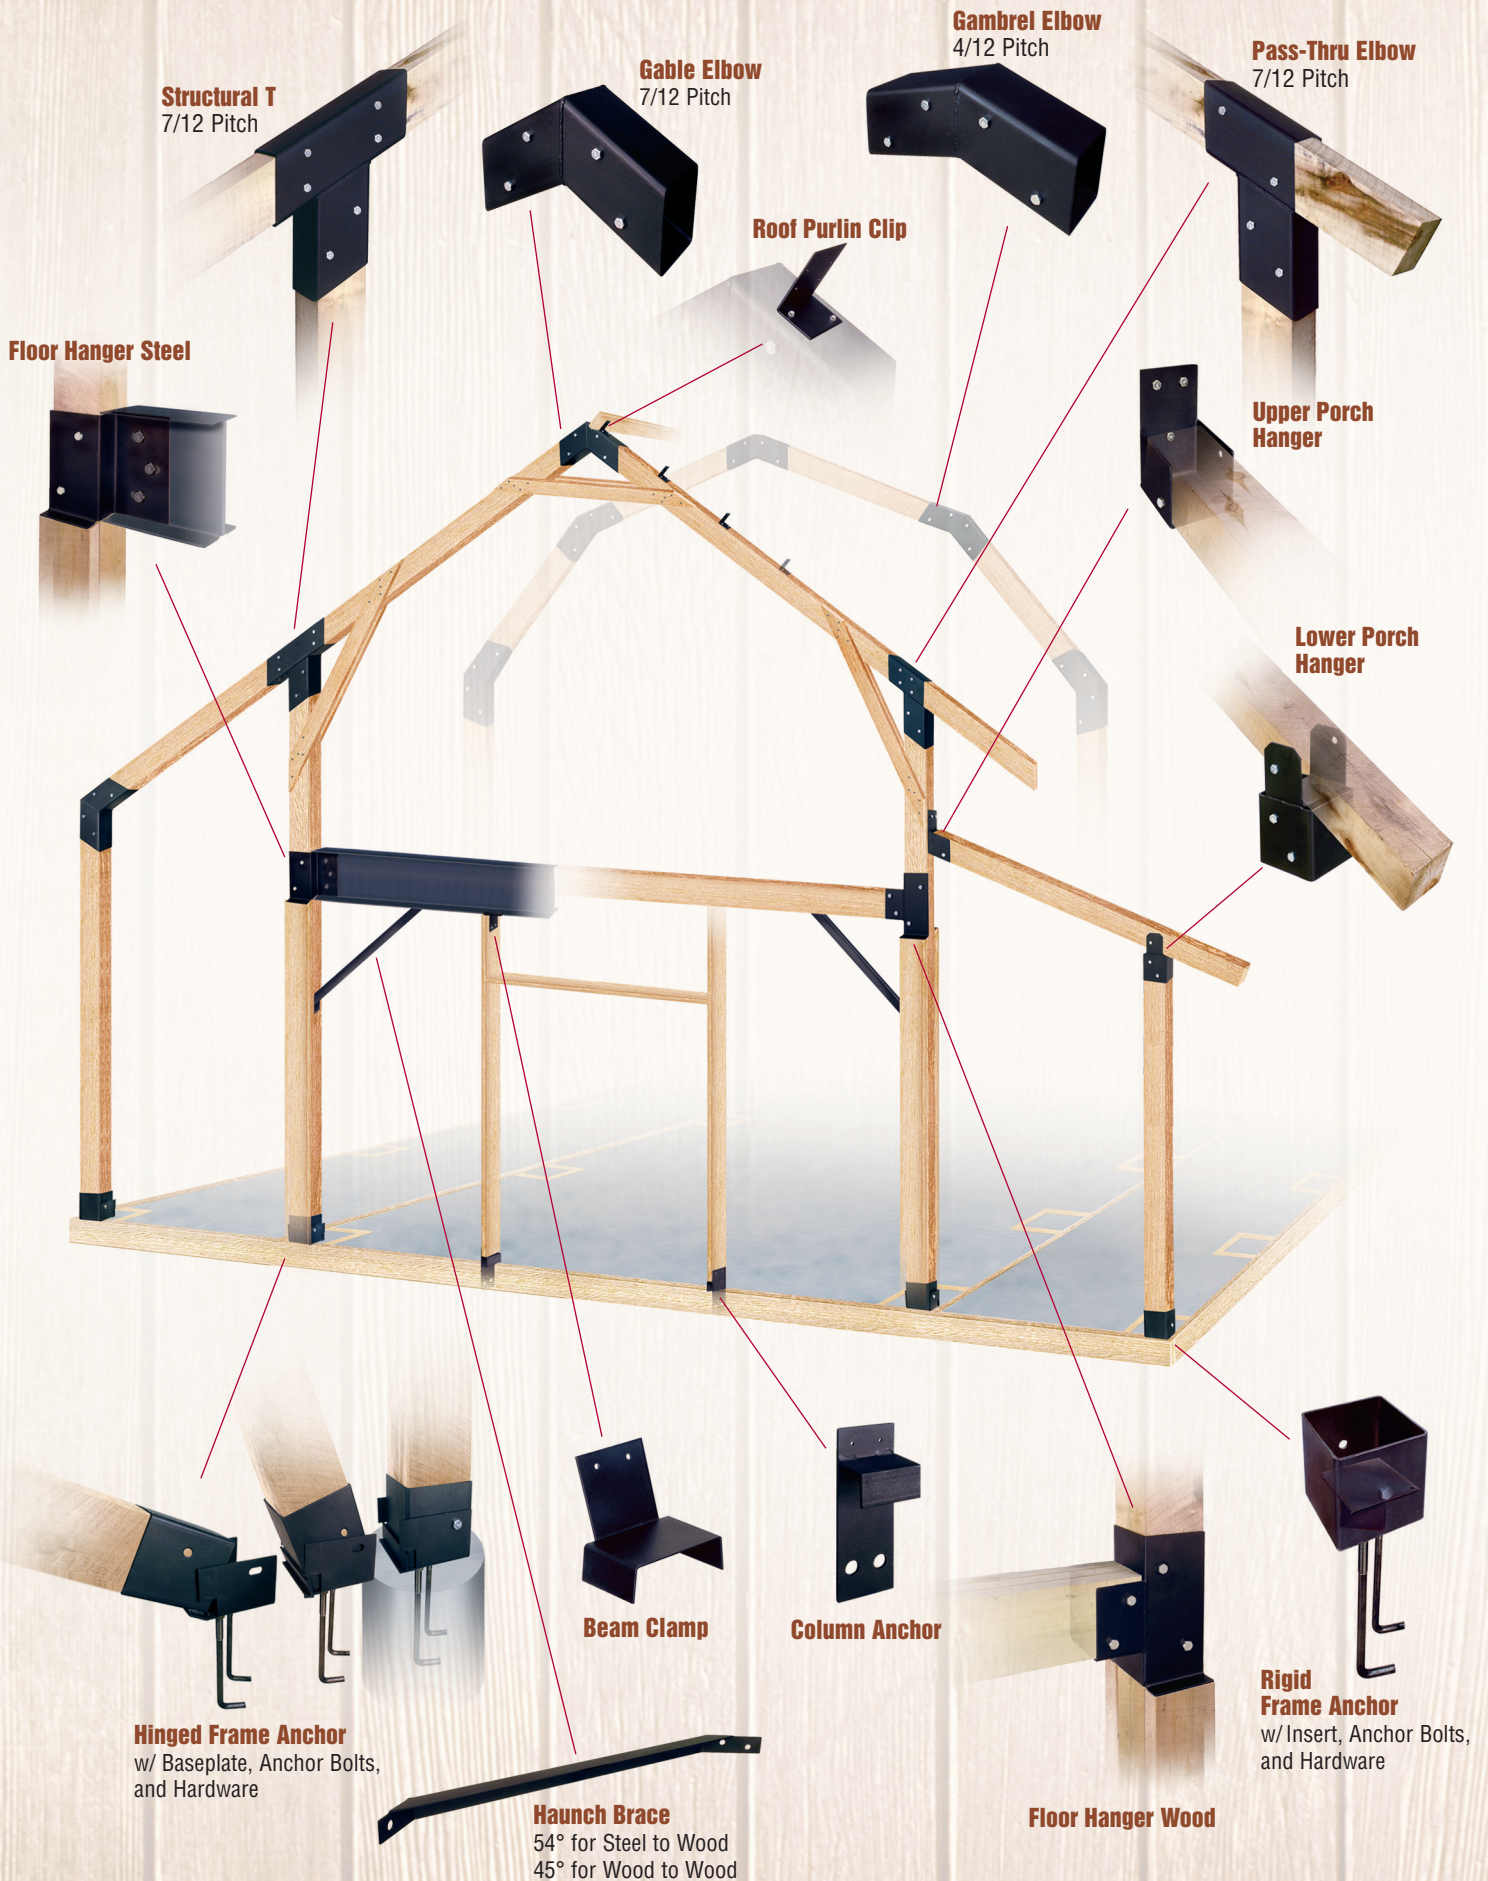 Gambrel Elbow
4/12 Pitch
Pass-Thru Elbow
7/12 Pitch
Gable Elbow
7/12 Pitch
Structural T
7/12 Pitch
Roof Purlin Clip
Floor Hanger Steel
Upper Porch
Hanger
Lower Porch
Hanger
Beam Clamp
Column Anchor
Rigid
Frame Anchor
w/ Insert, Anchor Bolts,
and Hardware
Hinged Frame Anchor
w/ Baseplate, Anchor Bolts,
and Hardware
Haunch Brace
54° for Steel to Wood
45° for Wood to Wood
Floor Hanger Wood